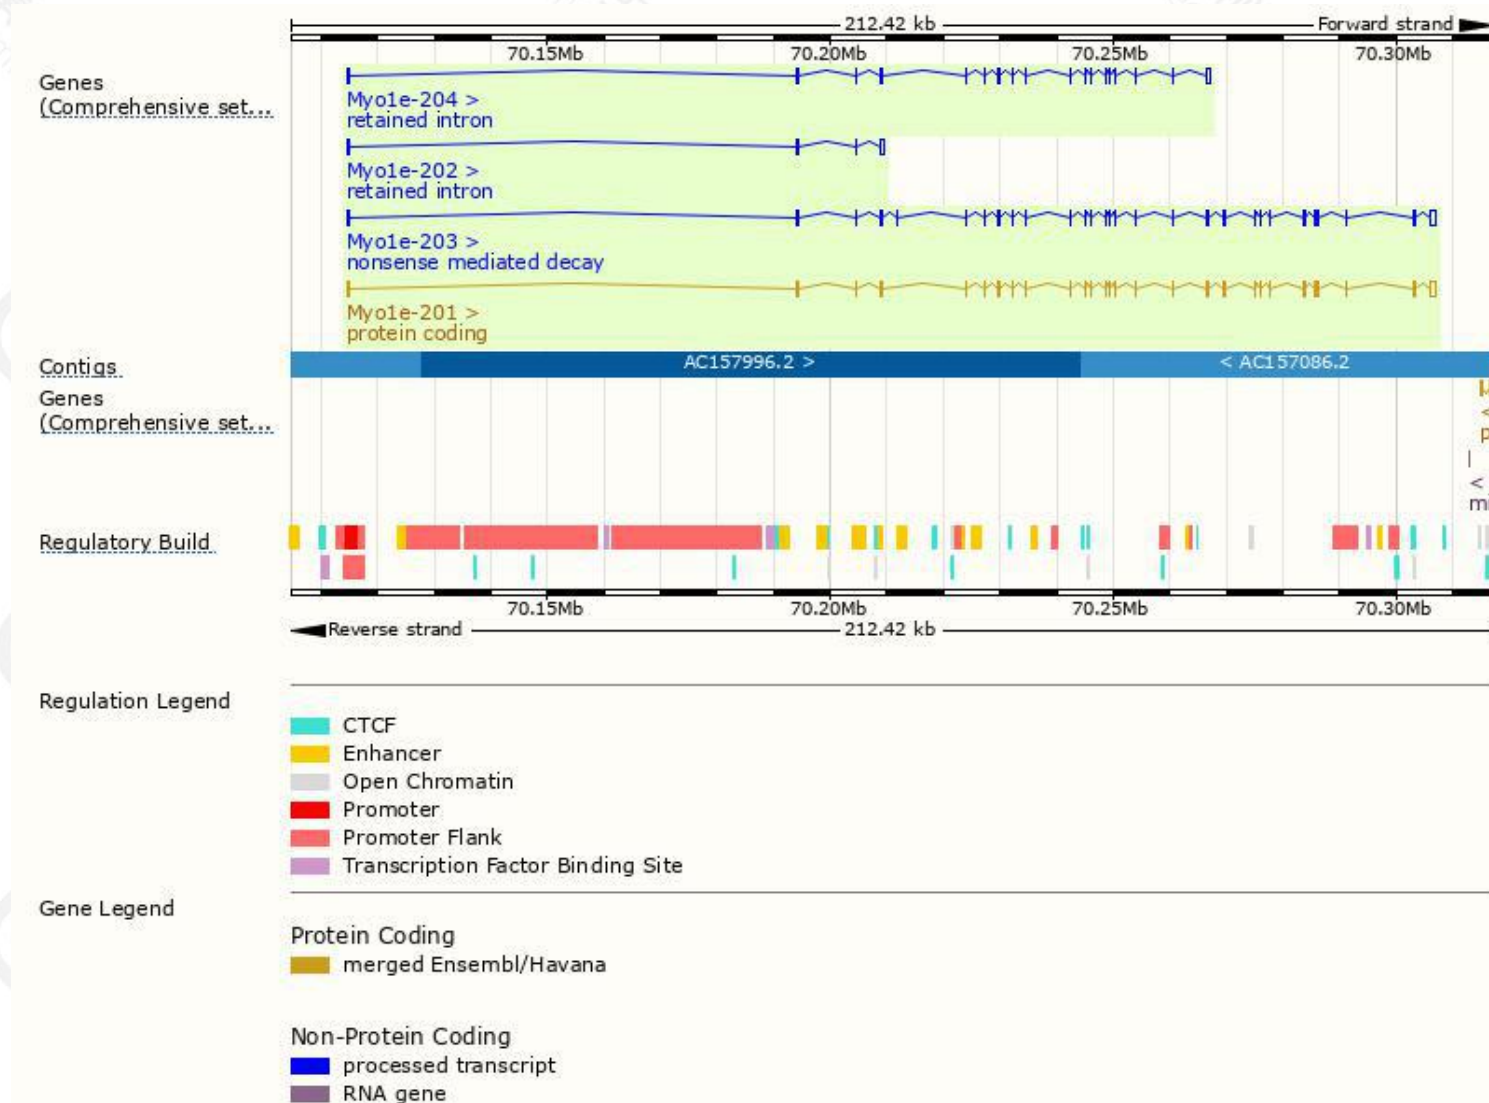 212.42 kb Forward strand
70.15Mb 70.20Mb 70.25Mb 70.30Mb
Genes
(Comprehensive set...
Myo1e-204 >
retained intron
Myo1e-202 >
retained intron
Myo1e-203 >
nonsense mediated decay
Myo1e-201 >
protein coding
Contigs AC157996.2 > < AC157086.2
Genes
(Comprehensive set...
<
p
<
mi
Regulatory Build
70.15Mb 70.20Mb 70.25Mb 70.30Mb
Reverse strand 212.42 kb
Regulation Legend
CTCF
Enhancer
Open Chromatin
Promoter
Promoter Flank
Transcription Factor Binding Site
Gene Legend
Protein Coding
merged Ensembl/Havana
Non-Protein Coding
processed transcript
RNA gene